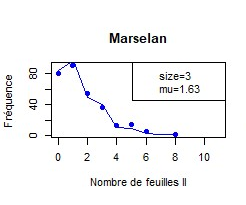 Marselan
size=3
mu=1.63
Fréquence
0 40 80
0 2 4 6 8 10
Nombre de feuilles II